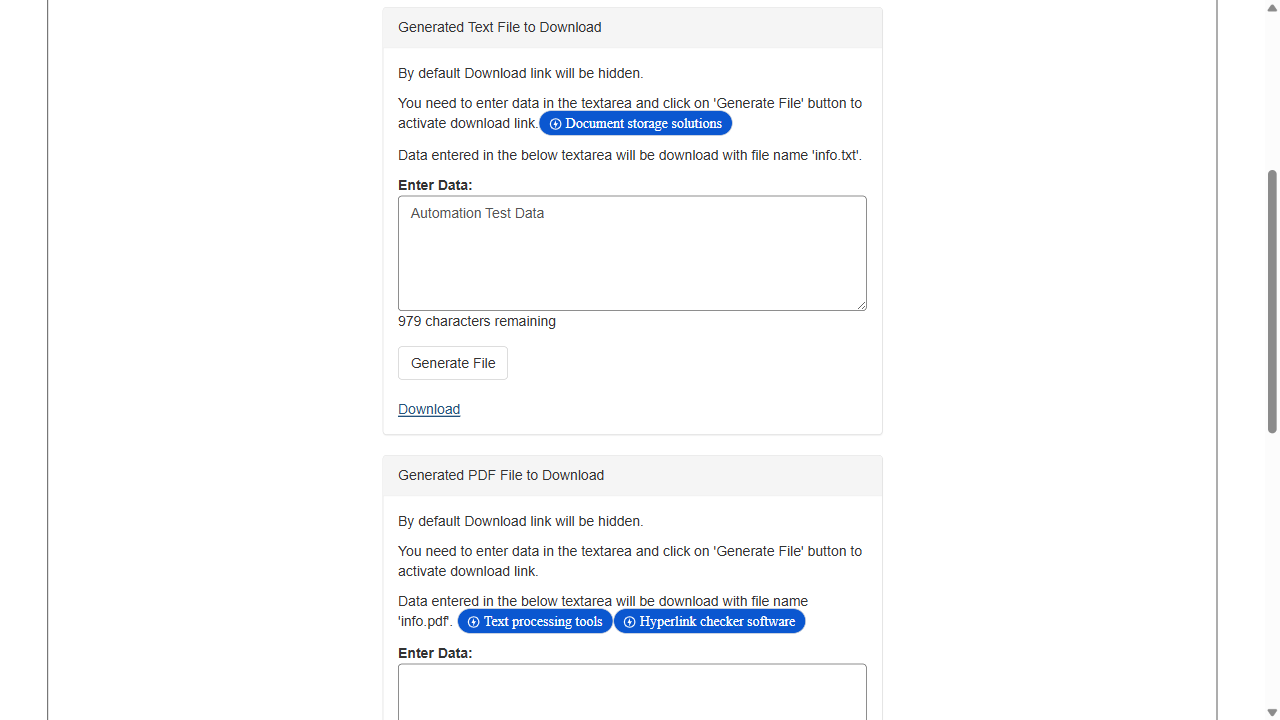 Generated Text File to Download
By default Download link will be hidden.
You need to enter data in the textarea and click on 'Generate File' button to
activate download link. Document storage solutions
Data entered in the below textarea will be download with file name 'info.txt'.
Enter Data:
Automation Test Data
979 characters remaining
Generate File
Download
Generated PDF File to Download
By default Download link will be hidden.
You need to enter data in the textarea and click on 'Generate File' button to
activate download link.
Data entered in the below textarea will be download with file name
'info.pdf'. Text processing tools Hyperlink checker software
Enter Data: